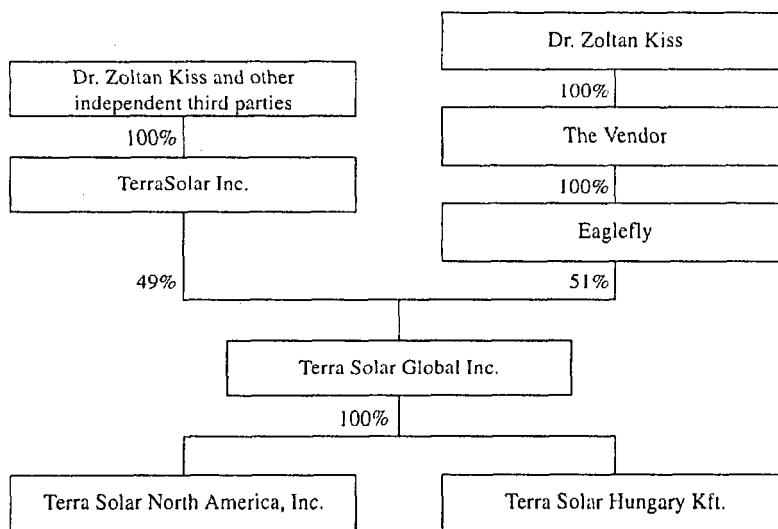 Dr. Zoltan Kiss
Dr. Zoltan Kiss and other
independent third parties
100%
100%
The Vendor
TerraSolar Inc.
100%
Eaglefly
49%
51%
Terra Solar Global Inc.
100%
Terra Solar North America, Inc.
Terra Solar Hungary Kft.